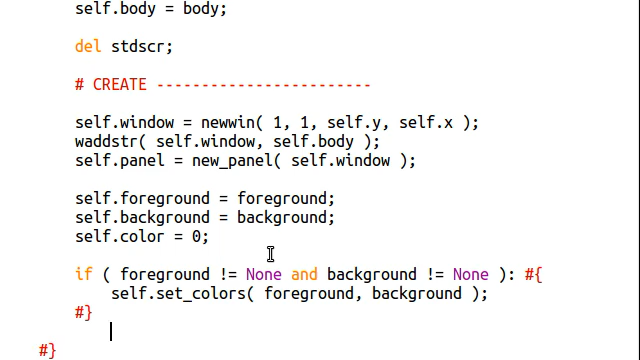 self.body = body;
del stdscr;
# CREATE ------------------------
self.window = newwin( 1, 1, self.y, self.x );
waddstr( self.window, self.body );
self.panel = new_panel( self.window );
self.foreground = foreground;
self.background = background;
self.color = 0;
if ( foreground != None and background != None ): #{
self.set_colors( foreground, background );
#}
#}